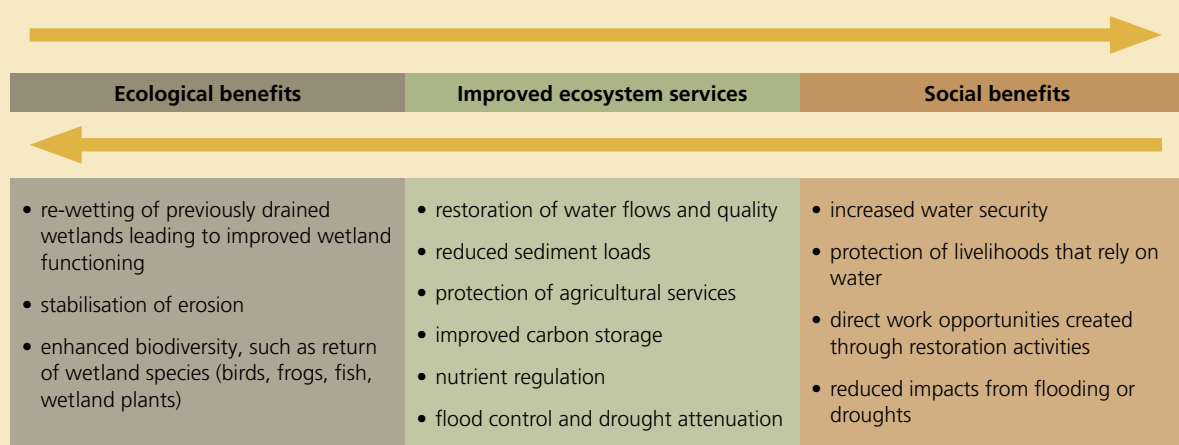 Ecological benefits
Improved ecosystem services
Social benefits
• re-wetting of previously drained
wetlands leading to improved wetland
functioning
• stabilisation of erosion
• enhanced biodiversity, such as return
of wetland species (birds, frogs, fish,
wetland plants)
• restoration of water flows and quality
• reduced sediment loads
• protection of agricultural services
• improved carbon storage
• nutrient regulation
• flood control and drought attenuation
• increased water security
• protection of livelihoods that rely on
water
• direct work opportunities created
through restoration activities
• reduced impacts from flooding or
droughts